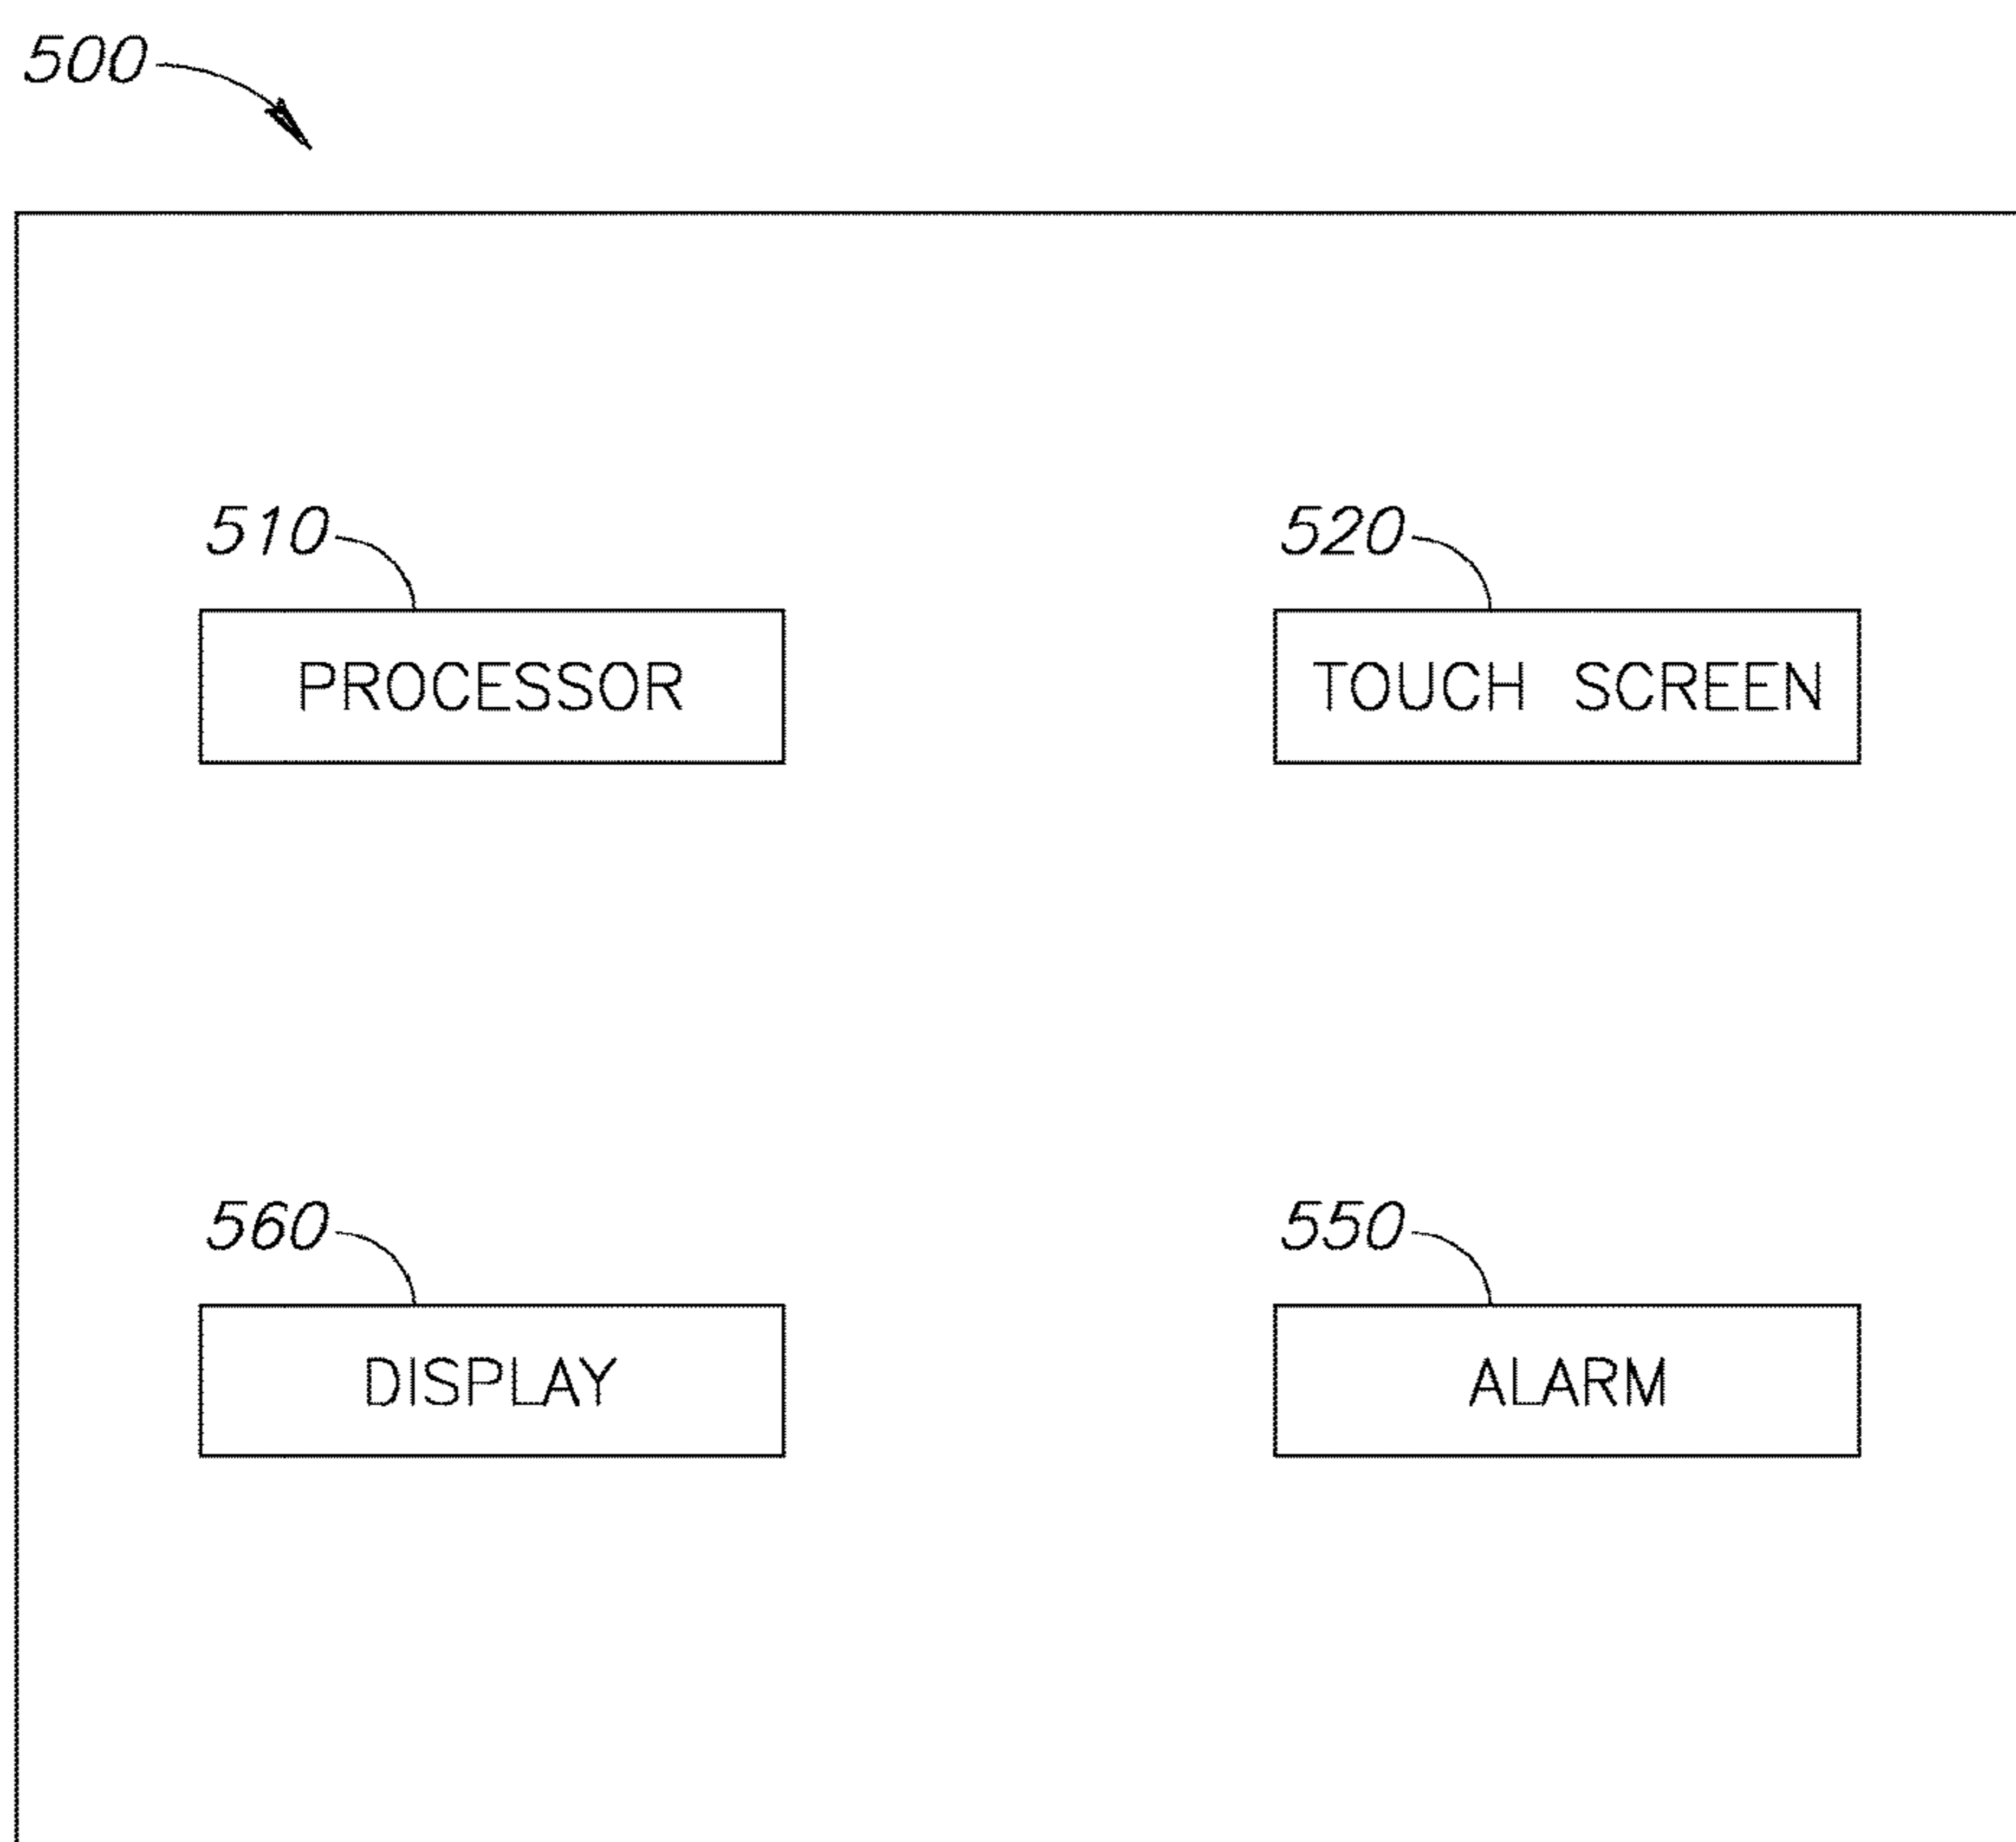 500
510
520
PROCESSOR
TOUCH SCREEN
560
550
DISPLAY
ALARM